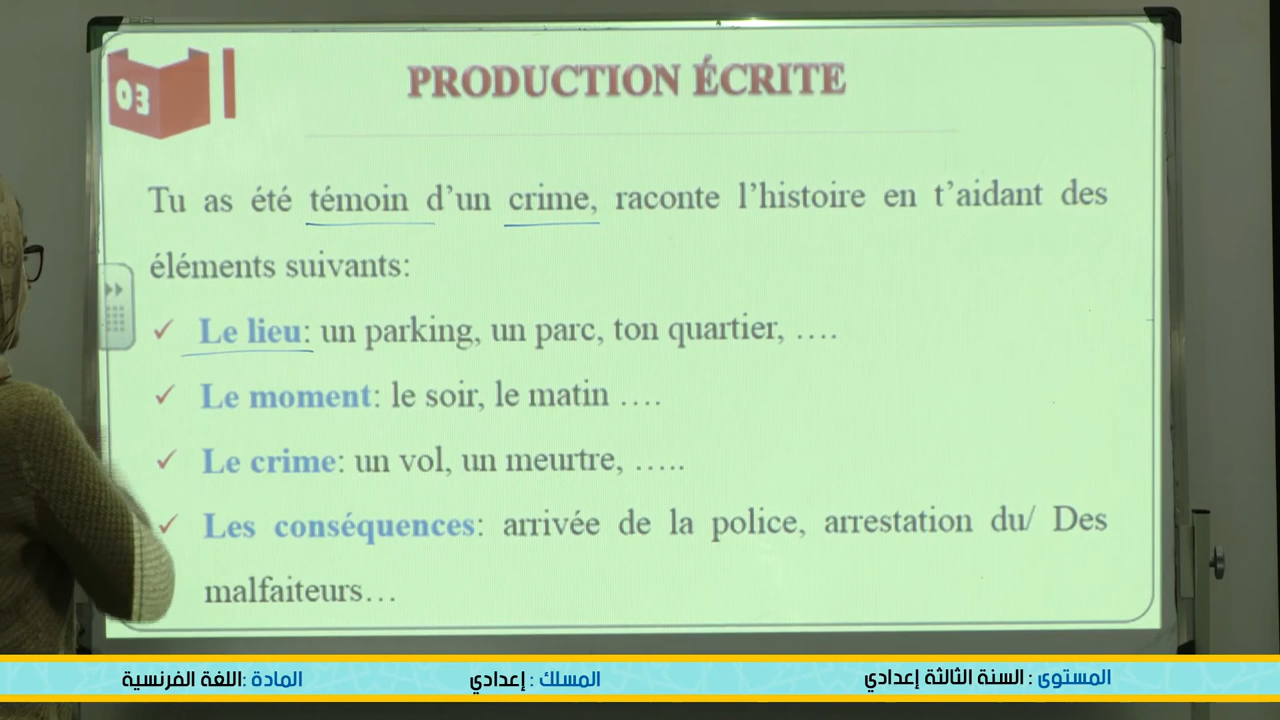 03
PRODUCTION ÉCRITE
Tu as été témoin d’un crime, raconte l’histoire en t’aidant des
éléments suivants:
✓ Le lieu: un parking, un parc, ton quartier, ….
✓ Le moment: le soir, le matin ….
✓ Le crime: un vol, un meurtre, …..
✓ Les conséquences: arrivée de la police, arrestation du/ Des
malfaiteurs…
المستوى : السنة الثالثة إعدادي
المسلك : إعدادي
المادة :اللغة الفرنسية